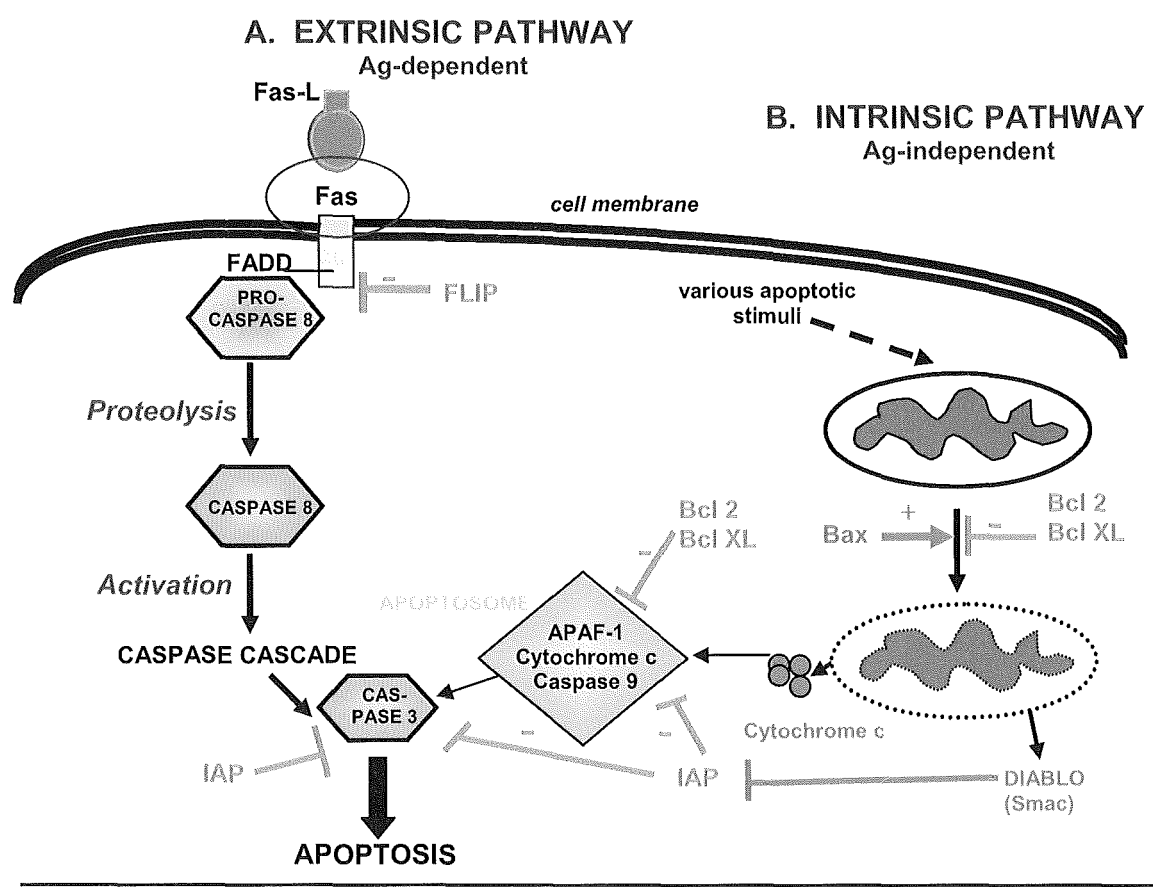 A. EXTRINSIC PATHWAY
Ag-dependent
Fas-L
B. INTRINSIC PATHWAY
Ag-independent
Fas
cell membrane
FADD
PRO-
CASPASE 8
-
FLIP
various apoptotic
stimuli
Proteolysis
CASPASE 8
Bcl 2
Bcl XL
-
+
Bax
-
Bcl 2
Bcl XL
Activation
APOPTOSOME
APAF-1
Cytochrome c
Caspase 9
CASPASE CASCADE
CAS-
PASE 3
Cytochrome c
-
-
IAP
IAP
DIABLO
(Smac)
APOPTOSIS